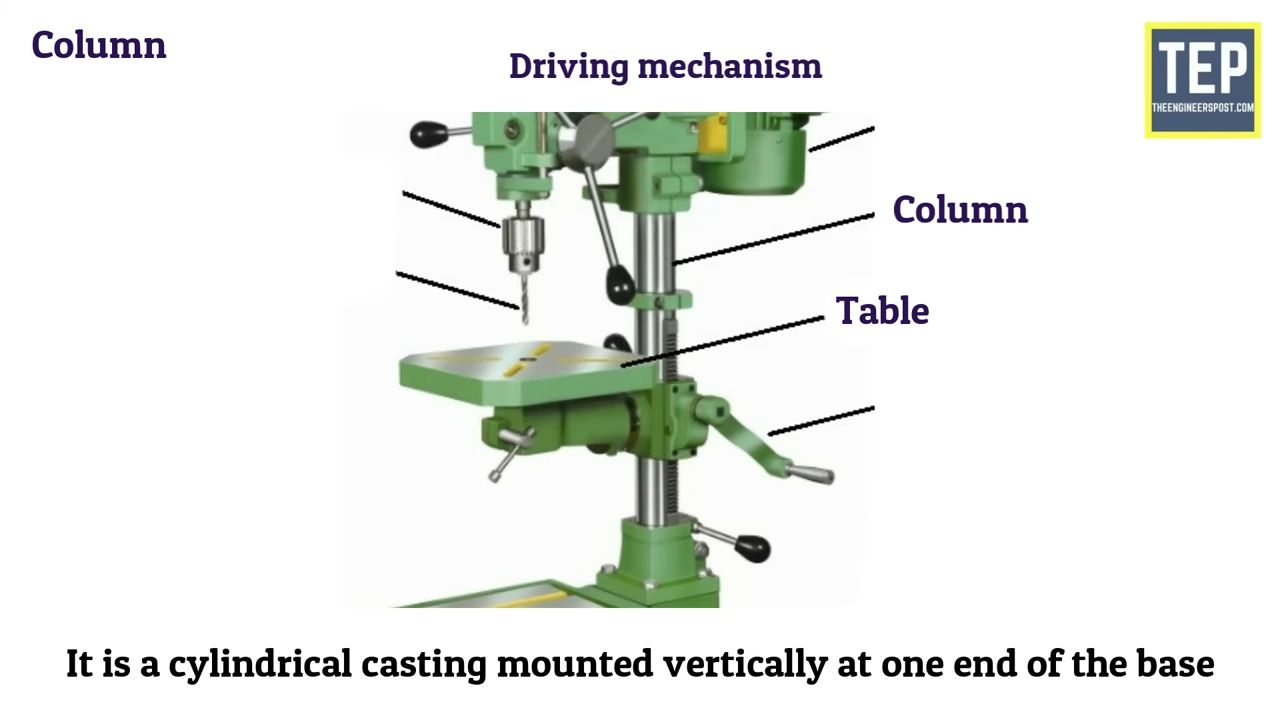 Column
Driving mechanism
TEP
THEENGINEERSPOST.COM
Column
Table
It is a cylindrical casting mounted vertically at one end of the base